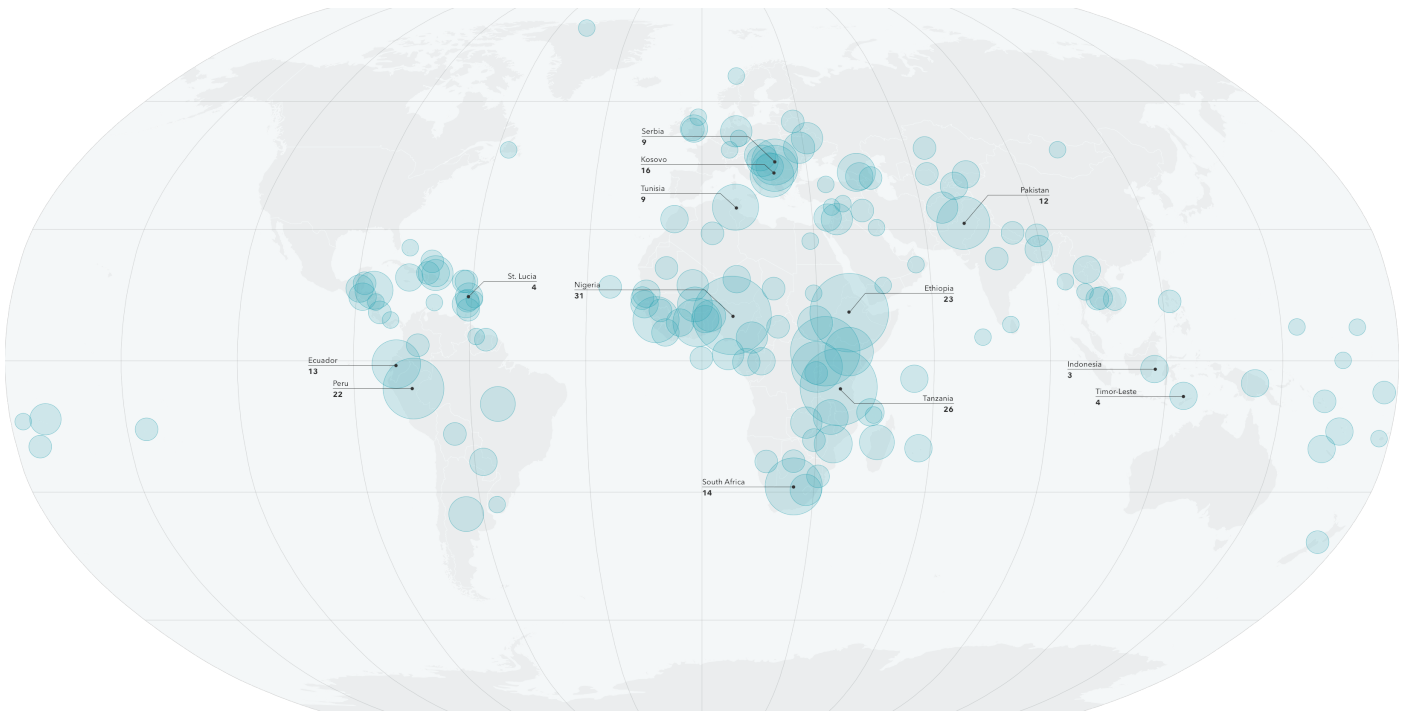 Serbia
9
Kosovo
16
Tunisia
9
Pakistan
12
St. Lucia
4
Nigeria
31
Ethiopia
23
Ecuador
13
Peru
22
Indonesia
3
Timor-Leste
4
Tanzania
26
South Africa
14